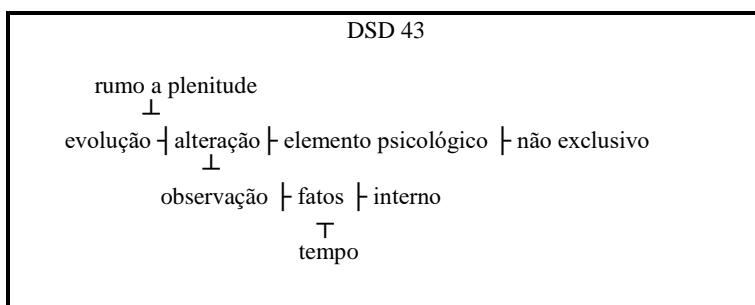 DSD 43
rumo a plenitude
┴
evolução ┤ alteração ├ elemento psicológico ├ não exclusivo
┴
observação ├ fatos ├ interno
┬
tempo